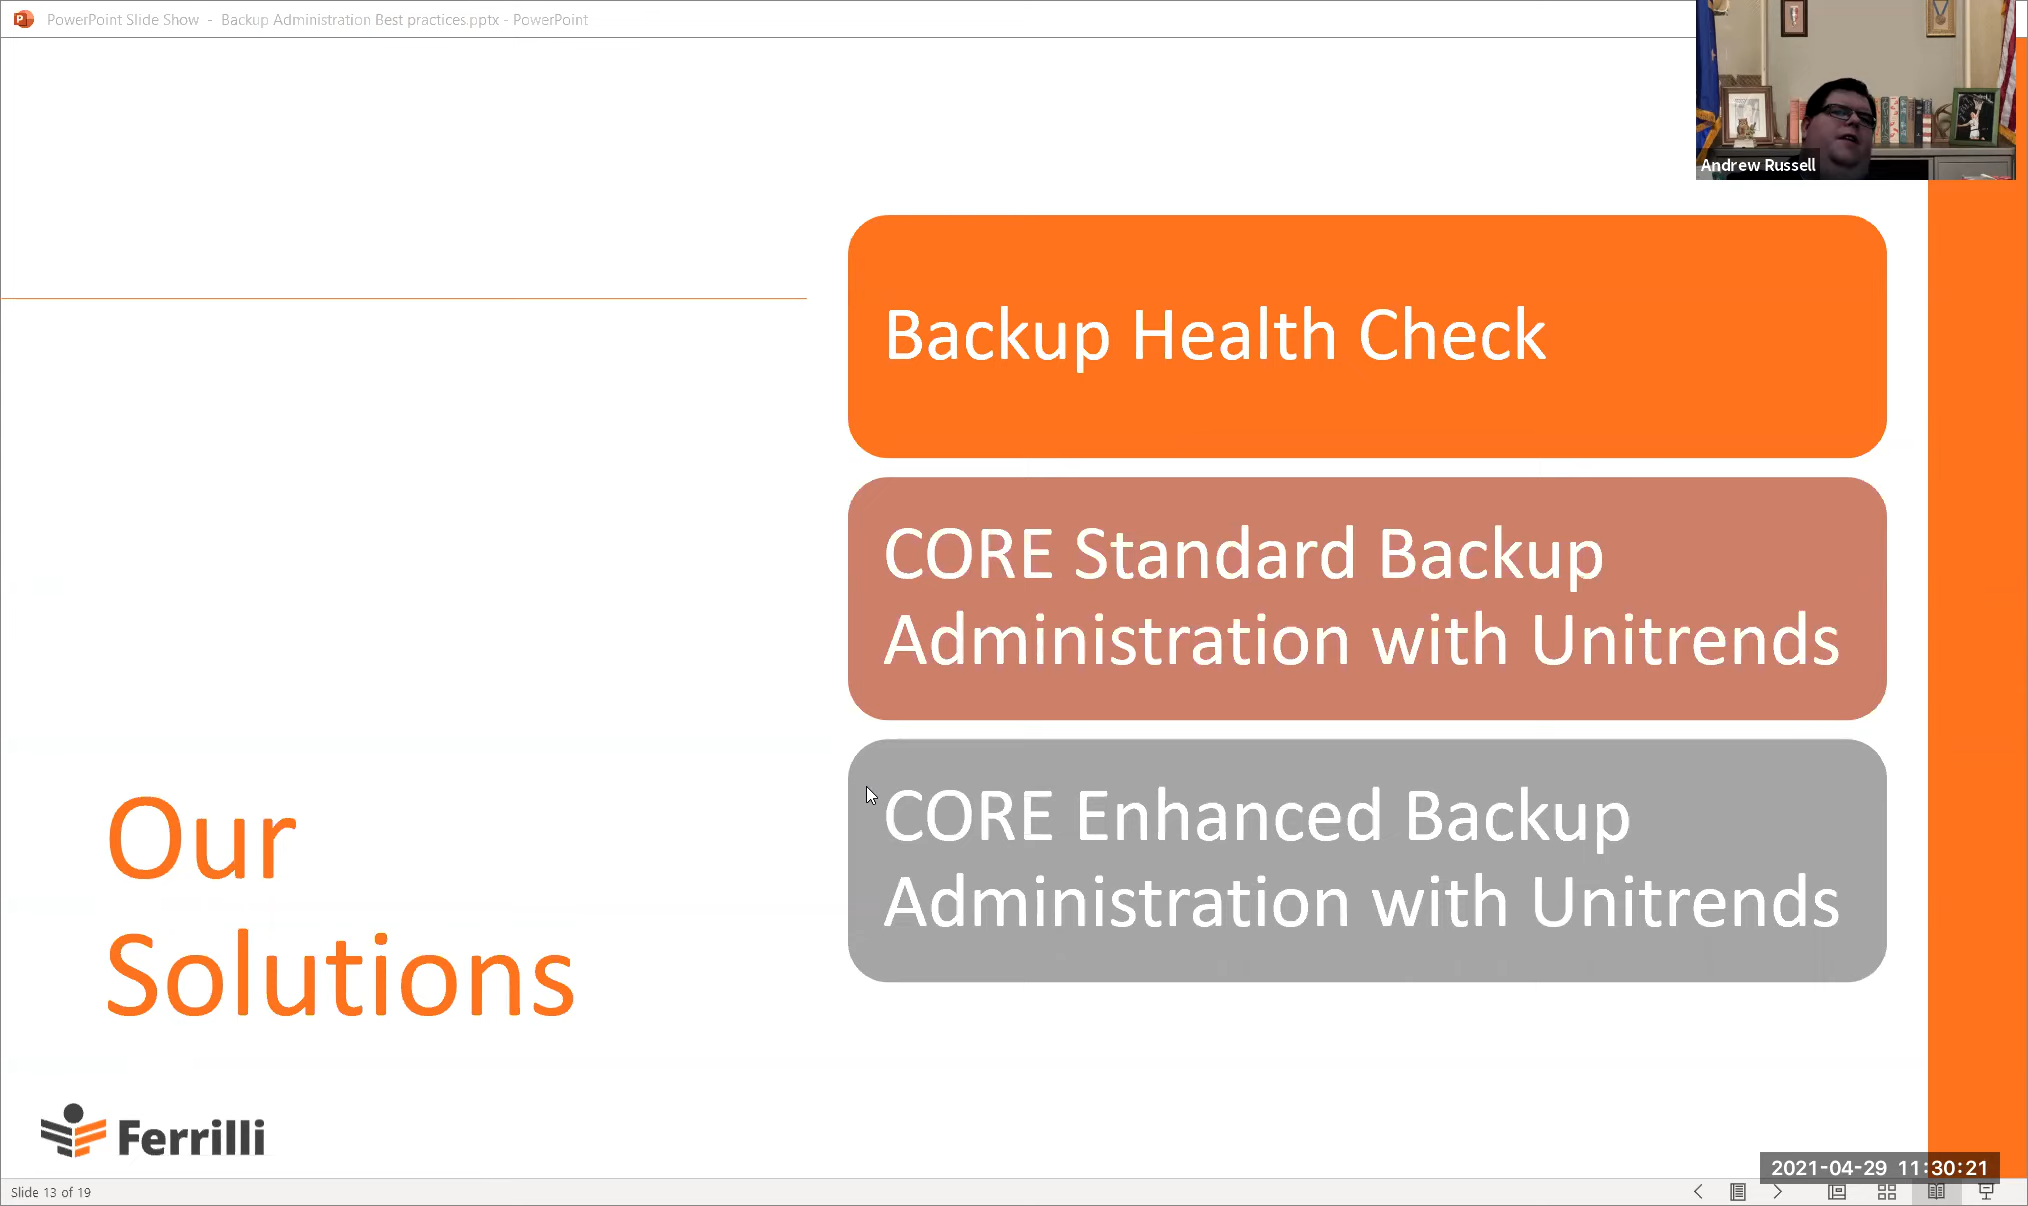 PowerPoint Slide Show - Backup Administration Best practices.pptx - PowerPoint
Andrew Russell
Backup Health Check
CORE Standard Backup
Administration with Unitrends
CORE Enhanced Backup
Administration with Unitrends
Our
Solutions
Ferrilli
2021-04-29 11:30:21
Slide 13 of 19